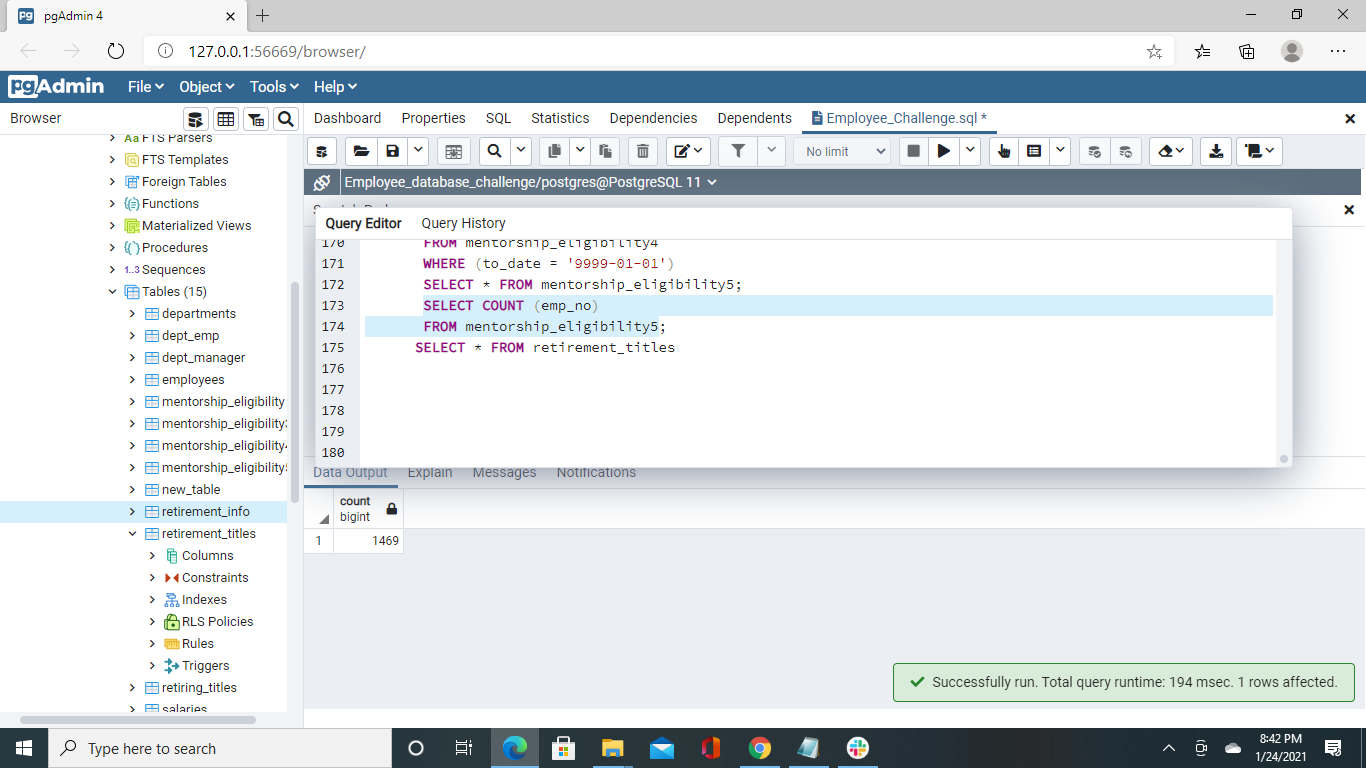 pgAdmin 4
127.0.0.1:56669/browser/
pgAdmin File Object Tools Help
Browser
Dashboard Properties SQL Statistics Dependencies Dependents Employee_Challenge.sql *
No limit
Employee_database_challenge/postgres@PostgreSQL 11
Aa FTS Parsers
FTS Templates
Foreign Tables
Functions
Materialized Views
Procedures
1..3 Sequences
Tables (15)
departments
dept_emp
dept_manager
employees
mentorship_eligibility
mentorship_eligibility
mentorship_eligibility
mentorship_eligibility
new_table
retirement_info
retirement_titles
Columns
Constraints
Indexes
RLS Policies
Rules
Triggers
retiring_titles
salaries
Query Editor Query History
170 FROM mentorship_eligibility4
171 WHERE (to_date = '9999-01-01')
172 SELECT * FROM mentorship_eligibility5;
173 SELECT COUNT (emp_no)
174 FROM mentorship_eligibility5;
175 SELECT * FROM retirement_titles
176
177
178
179
180
Data Output Explain Messages Notifications
count
bigint
1 1469
Successfully run. Total query runtime: 194 msec. 1 rows affected.
Type here to search
8:42 PM
1/24/2021